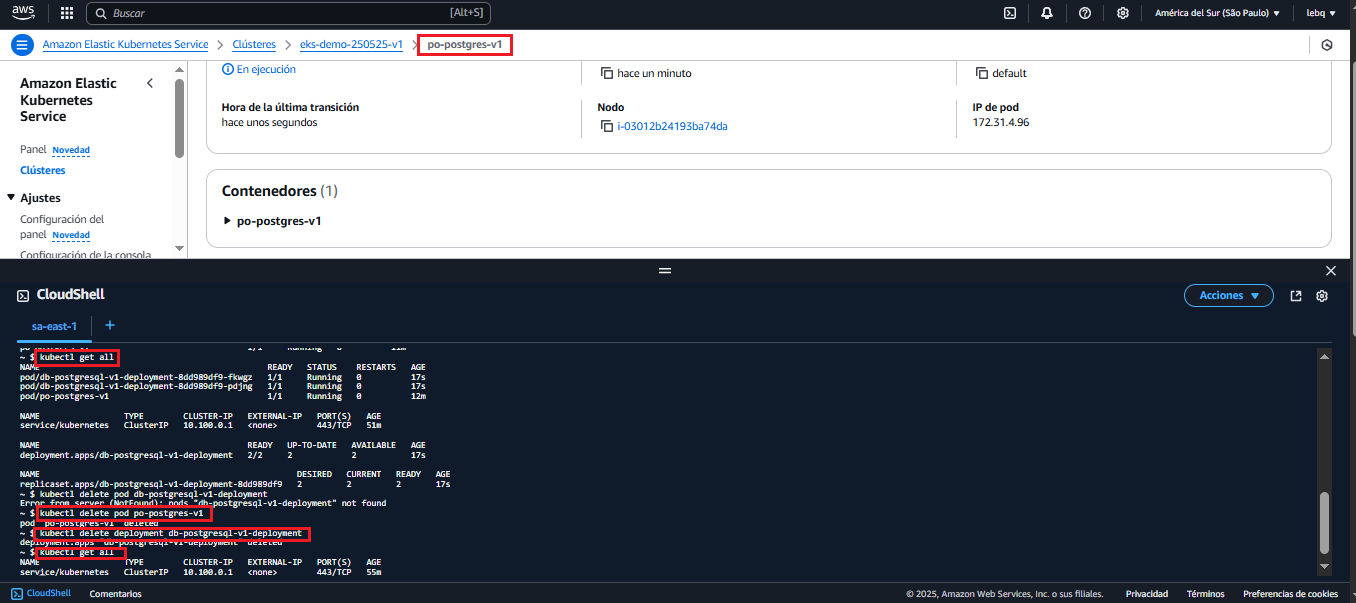 aws
Buscar [Alt+S]
América del Sur (São Paulo) ▼
lebq ▼
Amazon Elastic Kubernetes Service > Clústeres > eks-demo-250525-v1 > po-postgres-v1
Amazon Elastic
Kubernetes
Service
Panel Novedad
Clústeres
Ajustes
Configuración del
panel Novedad
Configuración de la consola
En ejecución
hace un minuto
default
Hora de la última transición
hace unos segundos
Nodo
i-03012b24193ba74da
IP de pod
172.31.4.96
Contenedores (1)
po-postgres-v1
CloudShell
Acciones ▼
sa-east-1 +
~ $ kubectl get all
NAME READY STATUS RESTARTS AGE
pod/db-postgresql-v1-deployment-8dd989df9-fkwgz 1/1 Running 0 17s
pod/db-postgresql-v1-deployment-8dd989df9-pdjng 1/1 Running 0 17s
pod/po-postgres-v1 1/1 Running 0 12m
NAME TYPE CLUSTER-IP EXTERNAL-IP PORT(S) AGE
service/kubernetes ClusterIP 10.100.0.1 <none> 443/TCP 51m
NAME READY UP-TO-DATE AVAILABLE AGE
deployment.apps/db-postgresql-v1-deployment 2/2 2 2 17s
NAME DESIRED CURRENT READY AGE
replicaset.apps/db-postgresql-v1-deployment-8dd989df9 2 2 2 17s
~ $ kubectl delete pod db-postgresql-v1-deployment
Error from server (NotFound): pods "db-postgresql-v1-deployment" not found
~ $ kubectl delete pod po-postgres-v1
pod "po-postgres-v1" deleted
~ $ kubectl delete deployment db-postgresql-v1-deployment
deployment.apps "db-postgresql-v1-deployment" deleted
~ $ kubectl get all
NAME TYPE CLUSTER-IP EXTERNAL-IP PORT(S) AGE
service/kubernetes ClusterIP 10.100.0.1 <none> 443/TCP 55m
CloudShell Comentarios
© 2025, Amazon Web Services, Inc. o sus filiales. Privacidad Términos Preferencias de cookies